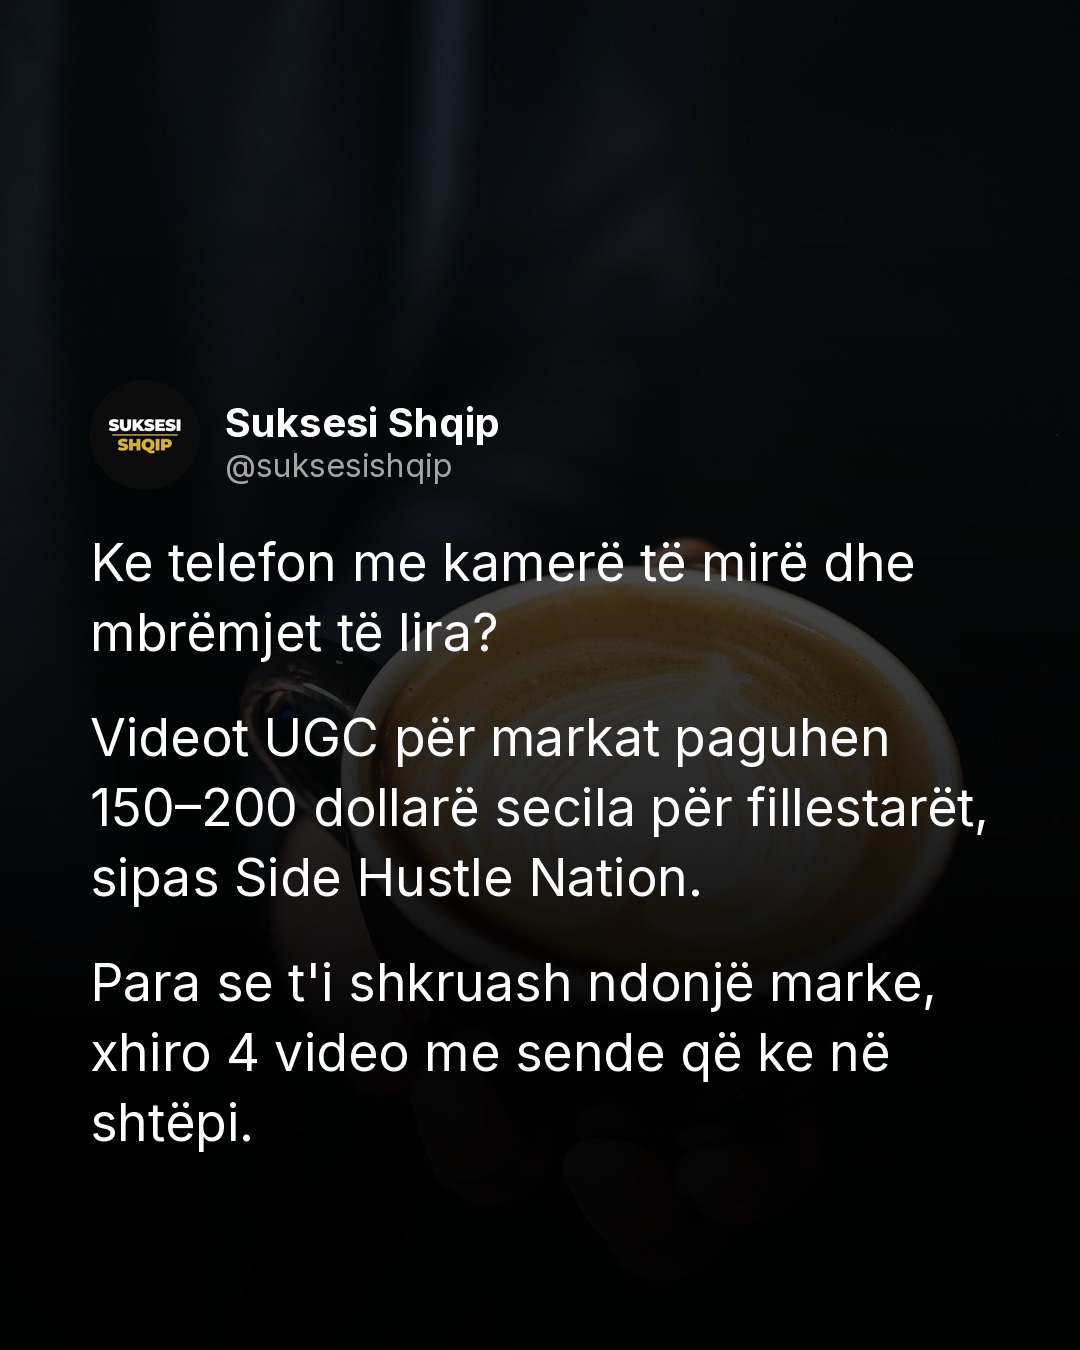 SUKSESI
SHQIP
Suksesi Shqip
@suksesishqip
Ke telefon me kamerë të mirë dhe
mbrëmjet të lira?
Videot UGC për markat paguhen
150–200 dollarë secila për fillestarët,
sipas Side Hustle Nation.
Para se t'i shkruash ndonjë marke,
xhiro 4 video me sende që ke në
shtëpi.